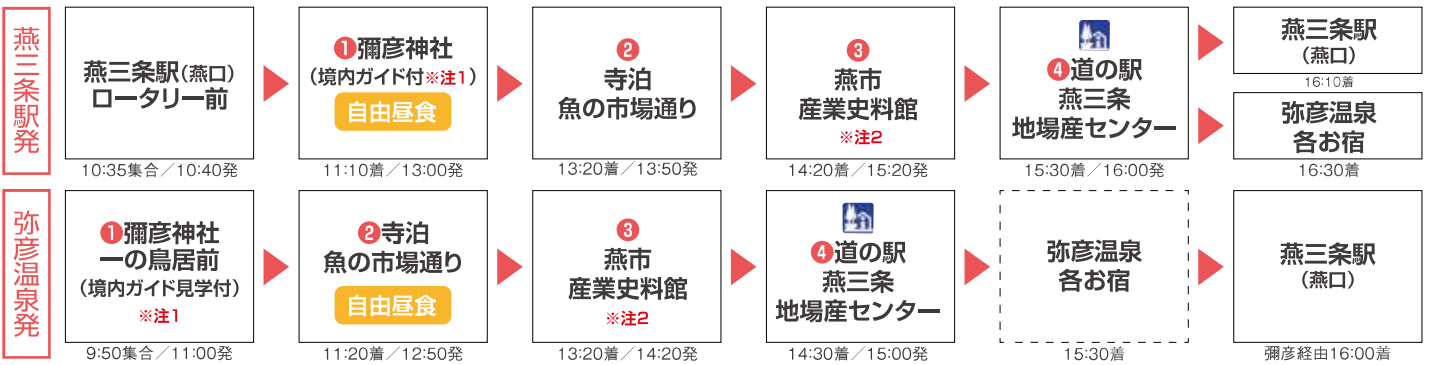 燕三条駅発
燕三条駅(燕口)
ロータリー前
10:35集合／10:40発
❶彌彦神社
(境内ガイド付※注1)
自由昼食
11:10着／13:00発
❷
寺泊
魚の市場通り
13:20着／13:50発
❸
燕市
産業史料館
※注2
14:20着／15:20発
❹道の駅
燕三条
地場産センター
15:30着／16:00発
燕三条駅
(燕口)
16:10着
弥彦温泉
各お宿
16:30着
弥彦温泉発
❶彌彦神社
一の鳥居前
(境内ガイド見学付)
※注1
9:50集合／11:00発
❷寺泊
魚の市場通り
自由昼食
11:20着／12:50発
❸
燕市
産業史料館
※注2
13:20着／14:20発
❹道の駅
燕三条
地場産センター
14:30着／15:00発
弥彦温泉
各お宿
15:30着
燕三条駅
(燕口)
彌彦経由16:00着